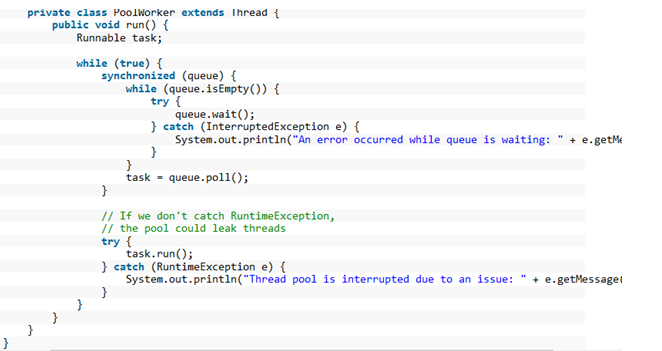 private class PoolWorker extends Thread {
public void run() {
Runnable task;
while (true) {
synchronized (queue) {
while (queue.isEmpty()) {
try {
queue.wait();
} catch (InterruptedException e) {
System.out.println("An error occurred while queue is waiting: " + e.getMe
}
}
task = queue.poll();
}
// If we don't catch RuntimeException,
// the pool could leak threads
try {
task.run();
} catch (RuntimeException e) {
System.out.println("Thread pool is interrupted due to an issue: " + e.getMessage(
}
}
}
}
}